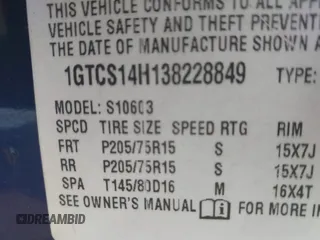 THIS VEHICLE CONFORMS TO ALL
VEHICLE SAFETY AND THEFT PREVEN
THE DATE OF MANUFACTURE SHOWN A
1GTCS14H138228849 TYPE:
MODEL: S10603
SPCD TIRE SIZE SPEED RTG RIM
FRT P205/75R15 S 15X7J
RR P205/75R15 S 15X7J
SPA T145/80D16 M 16X4T
SEE OWNER'S MANUAL i FOR MORE IN
DREAMBID